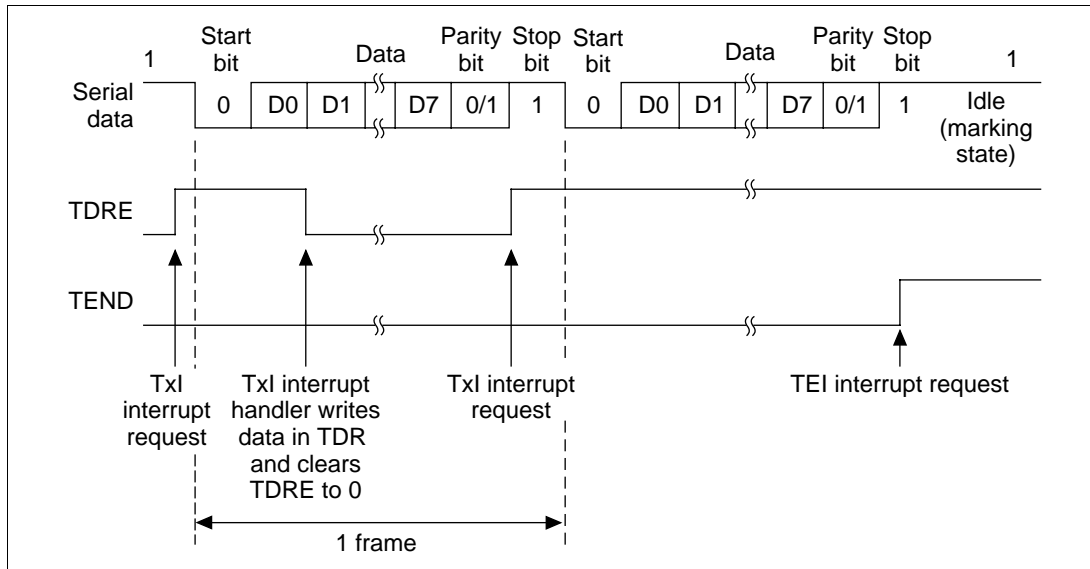 1 Start bit Data Parity bit Stop bit Start bit Data Parity bit Stop bit 1
Serial data 0 D0 D1 D7 0/1 1 0 D0 D1 D7 0/1 1 Idle (marking state)
TDRE
TEND
TxI interrupt request
TxI interrupt handler writes data in TDR and clears TDRE to 0
TxI interrupt request
TEI interrupt request
1 frame